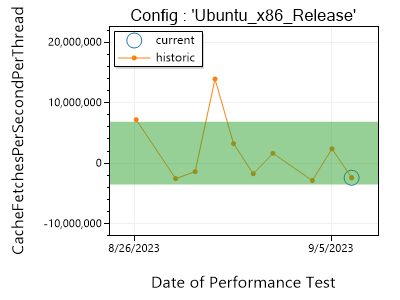 Config : 'Ubuntu_x86_Release'
CacheFetchesPerSecondPerThread
current
historic
20,000,000
10,000,000
0
-10,000,000
8/26/2023
9/5/2023
Date of Performance Test